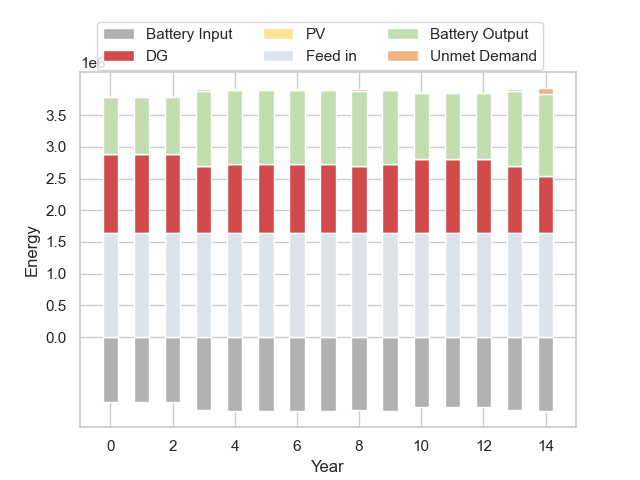 Battery Input PV Battery Output
DG Feed in Unmet Demand
1e6
3.5
3.0
2.5
2.0
1.5
1.0
0.5
0.0
Energy
0 2 4 6 8 10 12 14
Year